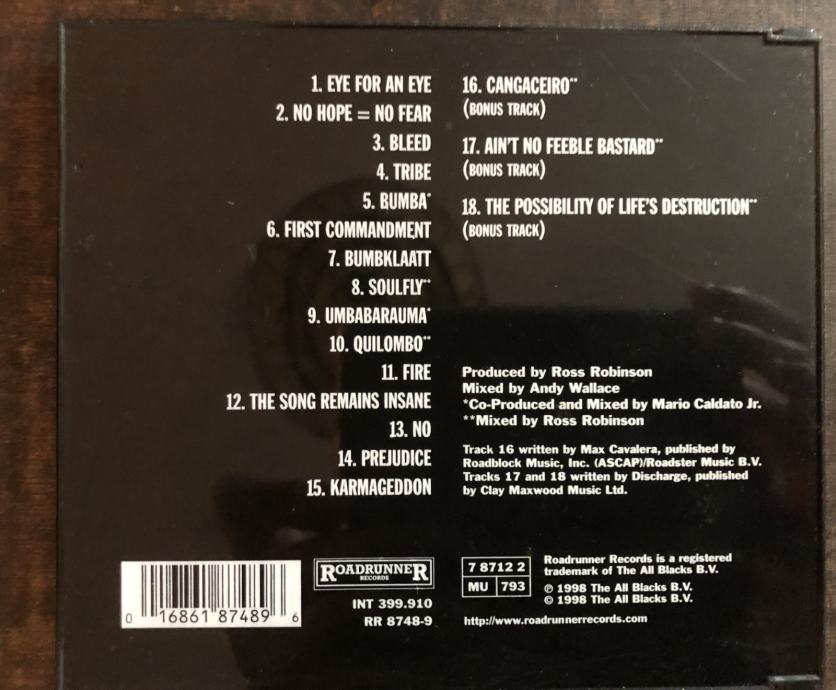 1. EYE FOR AN EYE
2. NO HOPE = NO FEAR
3. BLEED
4. TRIBE
5. BUMBA*
6. FIRST COMMANDMENT
7. BUMBKLAATT
8. SOULFLY**
9. UMBABARAUMA*
10. QUILOMBO**
11. FIRE
12. THE SONG REMAINS INSANE
13. NO
14. PREJUDICE
15. KARMAGEDDON
16. CANGACEIRO**
(BONUS TRACK)
17. AIN'T NO FEEBLE BASTARD**
(BONUS TRACK)
18. THE POSSIBILITY OF LIFE'S DESTRUCTION**
(BONUS TRACK)
Produced by Ross Robinson
Mixed by Andy Wallace
*Co-Produced and Mixed by Mario Caldato Jr.
**Mixed by Ross Robinson
Track 16 written by Max Cavalera, published by
Roadblock Music, Inc. (ASCAP)/Roadster Music B.V.
Tracks 17 and 18 written by Discharge, published
by Clay Maxwood Music Ltd.
0 16861 87489 6
ROADRUNNER
RECORDS
INT 399.910
RR 8748-9
7 8712 2
MU 793
Roadrunner Records is a registered
trademark of The All Blacks B.V.
℗ 1998 The All Blacks B.V.
© 1998 The All Blacks B.V.
http://www.roadrunnerrecords.com